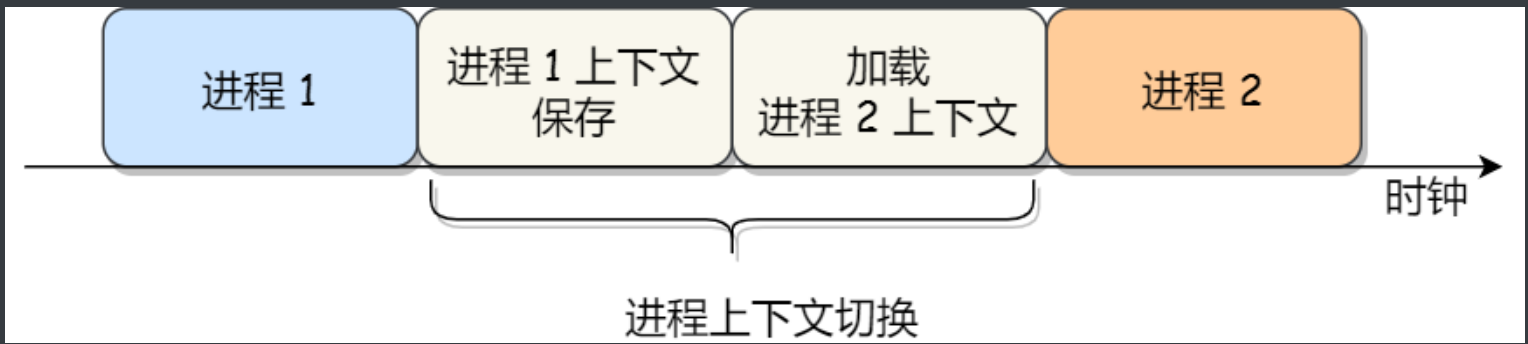 进程 1
进程 1 上下文
保存
加载
进程 2 上下文
进程 2
时钟
进程上下文切换